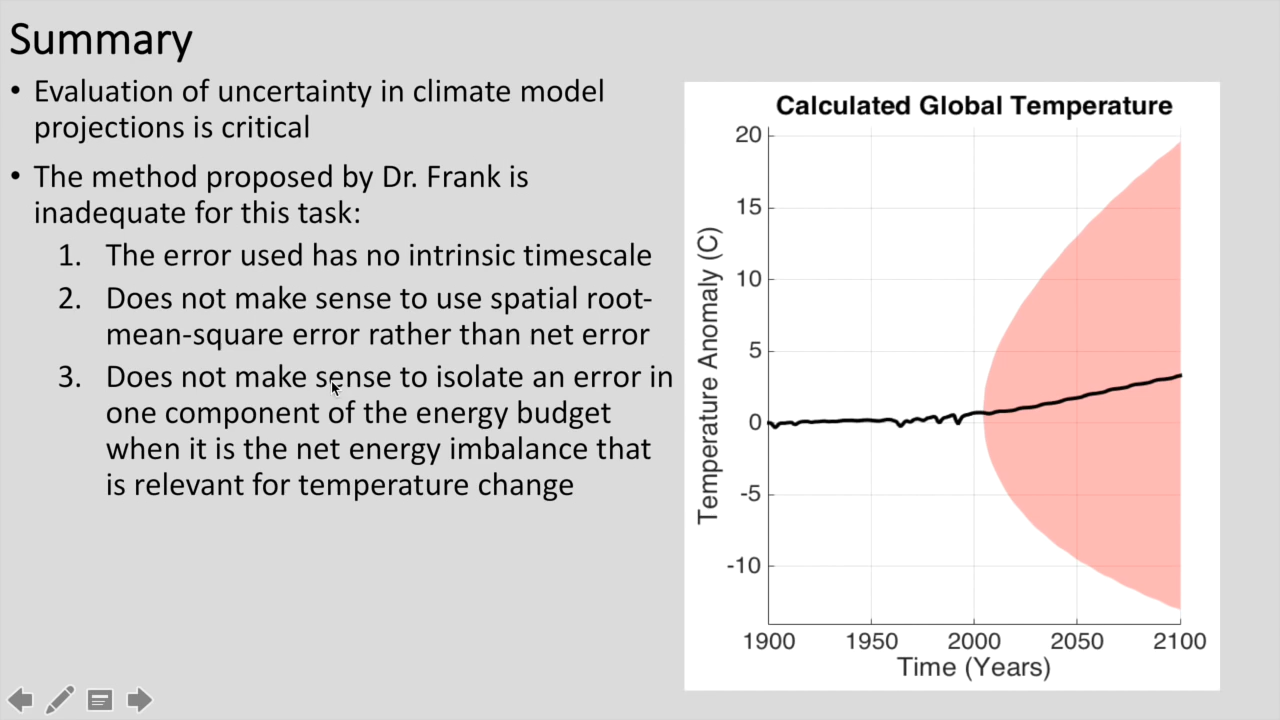 Summary
• Evaluation of uncertainty in climate model
projections is critical
• The method proposed by Dr. Frank is
inadequate for this task:
1. The error used has no intrinsic timescale
2. Does not make sense to use spatial root-
mean-square error rather than net error
3. Does not make sense to isolate an error in
one component of the energy budget
when it is the net energy imbalance that
is relevant for temperature change
Calculated Global Temperature
Temperature Anomaly (C)
20
15
10
5
0
-5
-10
1900 1950 2000 2050 2100
Time (Years)